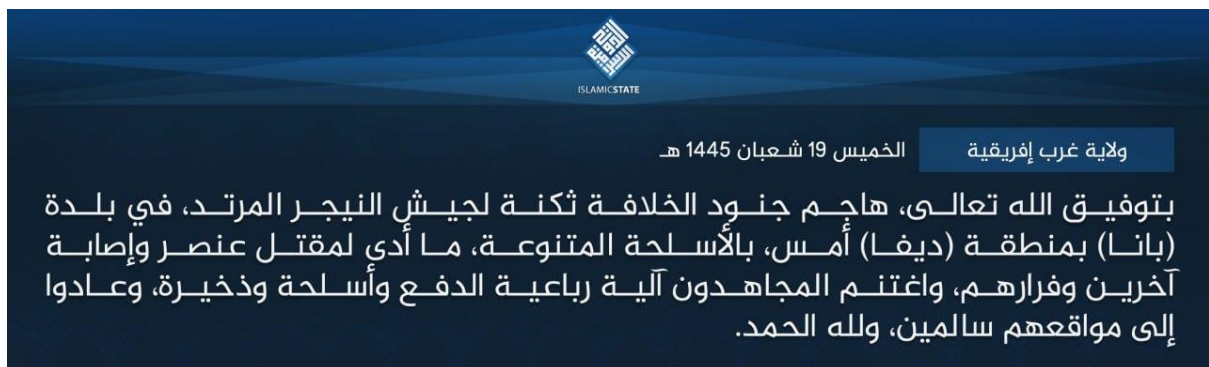 ISLAMICSTATE
ولاية غرب إفريقية الخميس 19 شعبان 1445 هـ
بتوفيق الله تعالى، هاجم جنود الخلافة ثكنة لجيش النيجر المرتد، في بلدة
(بانا) بمنطقة (ديفا) أمس، بالأسلحة المتنوعة، ما أدى لمقتل عنصر وإصابة
آخرين وفرارهم، واغتنم المجاهدون آلية رباعية الدفع وأسلحة وذخيرة، وعادوا
إلى مواقعهم سالمين، ولله الحمد.